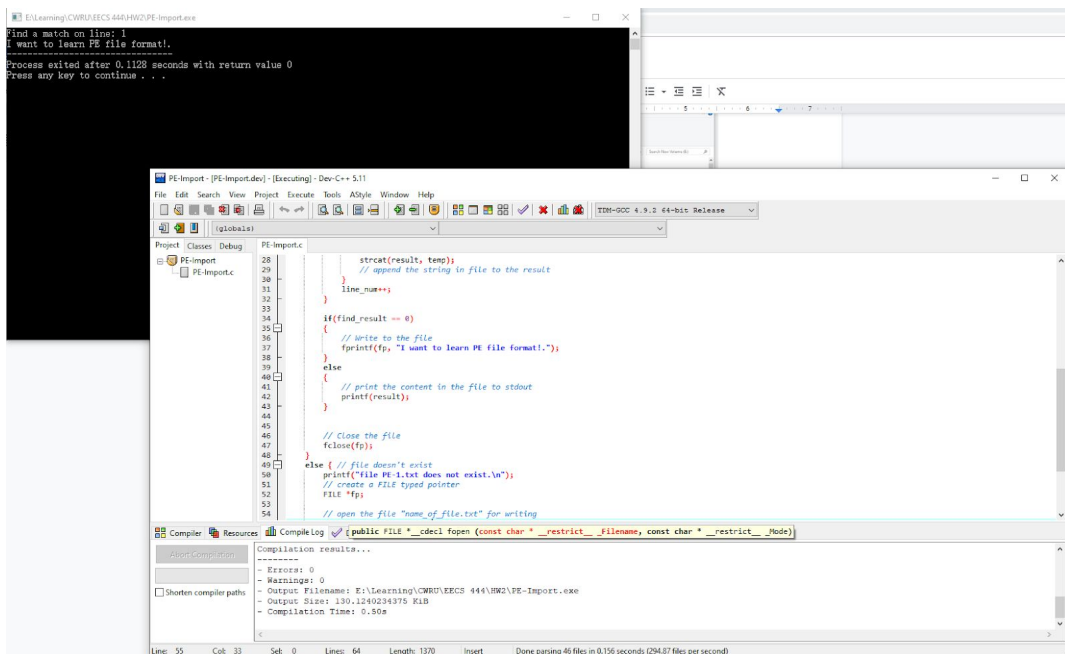 E:\Learning\CWRU\EECS 444\HW2\PE-Import.exe
Find a match on line: 1
I want to learn PE file format!.
--------------------------------
Process exited after 0.1128 seconds with return value 0
Press any key to continue . . .
5 6 7
PE-Import - [PE-Import.dev] - [Executing] - Dev-C++ 5.11
File Edit Search View Project Execute Tools AStyle Window Help
TDM-GCC 4.9.2 64-bit Release
(globals)
Project Classes Debug PE-Import.c
PE-Import
PE-Import.c
28 strcat(result, temp);
29 // append the string in file to the result
30 }
31 line_num++;
32 }
33
34 if(find_result == 0)
35 {
36 // Write to the file
37 fprintf(fp, "I want to learn PE file format!.");
38 }
39 else
40 {
41 // print the content in the file to stdout
42 printf(result);
43 }
44
45
46 // Close the file
47 fclose(fp);
48 }
49 else { // file doesn't exist
50 printf("file PE-1.txt does not exist.\n");
51 // create a FILE typed pointer
52 FILE *fp;
53
54 // open the file "name_of_file.txt" for writing
Compiler Resources Compile Log public FILE *__cdecl fopen (const char * __restrict__ _Filename, const char * __restrict__ _Mode)
Abort Compilation
Shorten compiler paths
Compilation results...
--------
- Errors: 0
- Warnings: 0
- Output Filename: E:\Learning\CWRU\EECS 444\HW2\PE-Import.exe
- Output Size: 130.1240234375 KiB
- Compilation Time: 0.50s
Line: 55 Col: 33 Sel: 0 Lines: 64 Length: 1370 Insert Done parsing 46 files in 0.156 seconds (294.87 files per second)